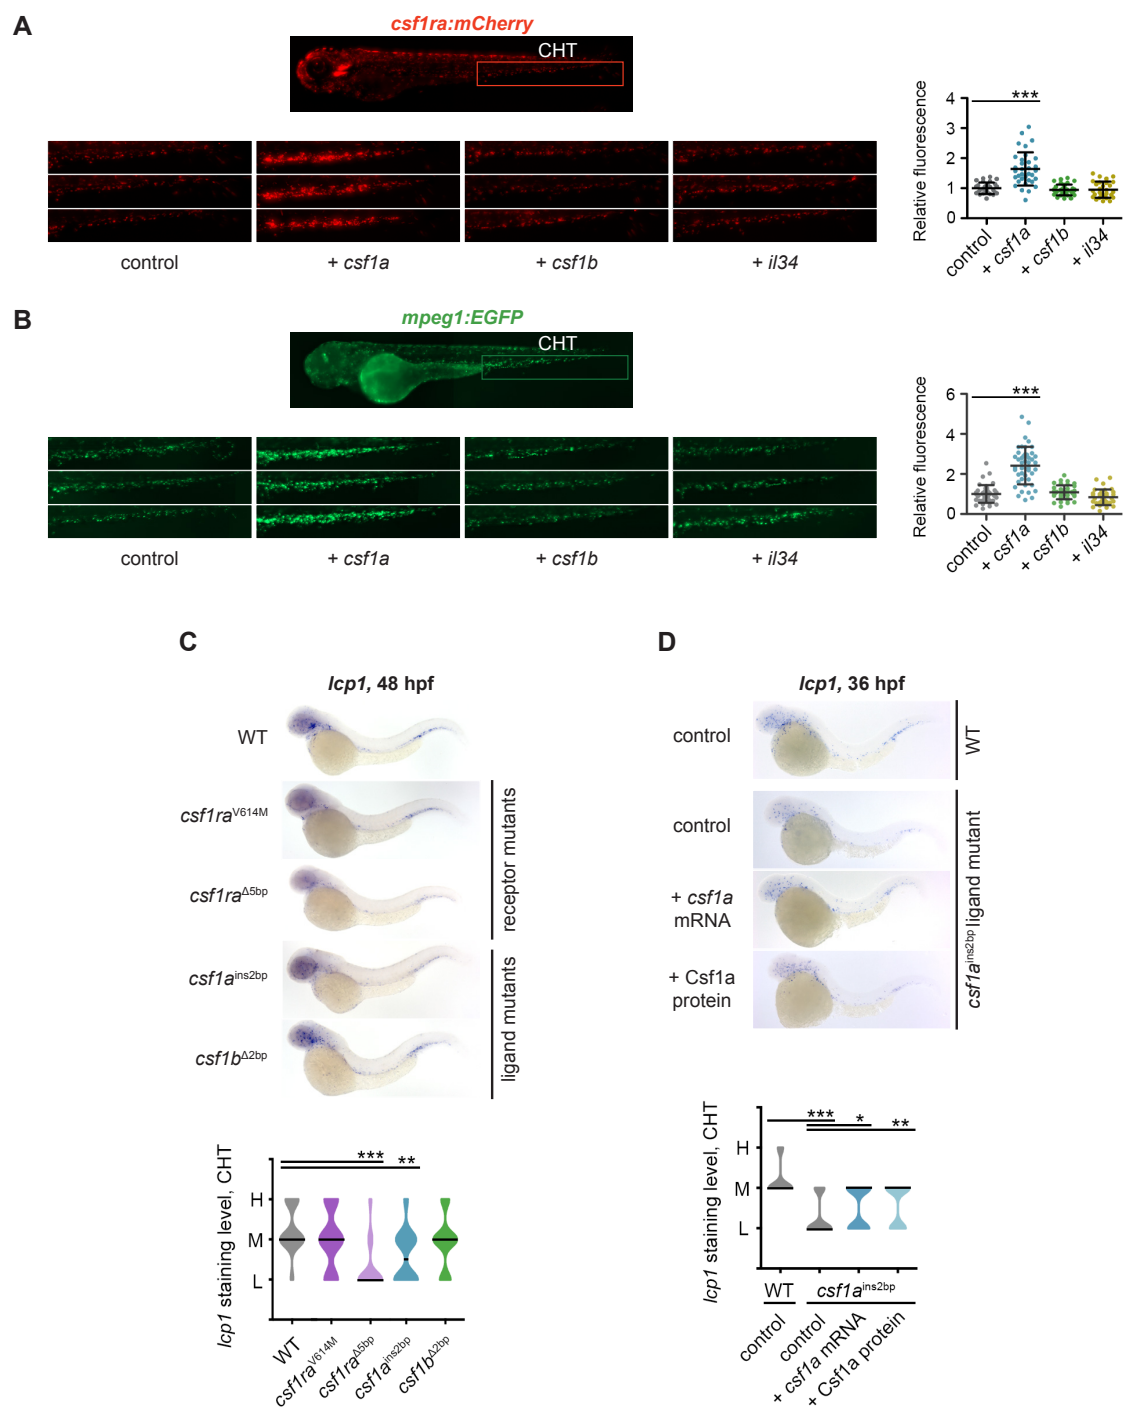 A
csf1ra:mCherry
CHT
control
+ csf1a
+ csf1b
+ il34
Relative fluorescence
4
3
2
1
0
***
control
+ csf1a
+ csf1b
+ il34
B
mpeg1:EGFP
CHT
control
+ csf1a
+ csf1b
+ il34
Relative fluorescence
6
4
2
0
***
control
+ csf1a
+ csf1b
+ il34
C
lcp1, 48 hpf
WT
csf1raV614M
csf1raΔ5bp
csf1ains2bp
csf1bΔ2bp
receptor mutants
ligand mutants
lcp1 staining level, CHT
H
M
L
***
**
WT
csf1raV614M
csf1raΔ5bp
csf1ains2bp
csf1bΔ2bp
D
lcp1, 36 hpf
control
control
+ csf1a
mRNA
+ Csf1a
protein
WT
csf1ains2bp ligand mutant
lcp1 staining level, CHT
H
M
L
***
*
**
WT
csf1ains2bp
control
control
+ csf1a mRNA
+ Csf1a protein